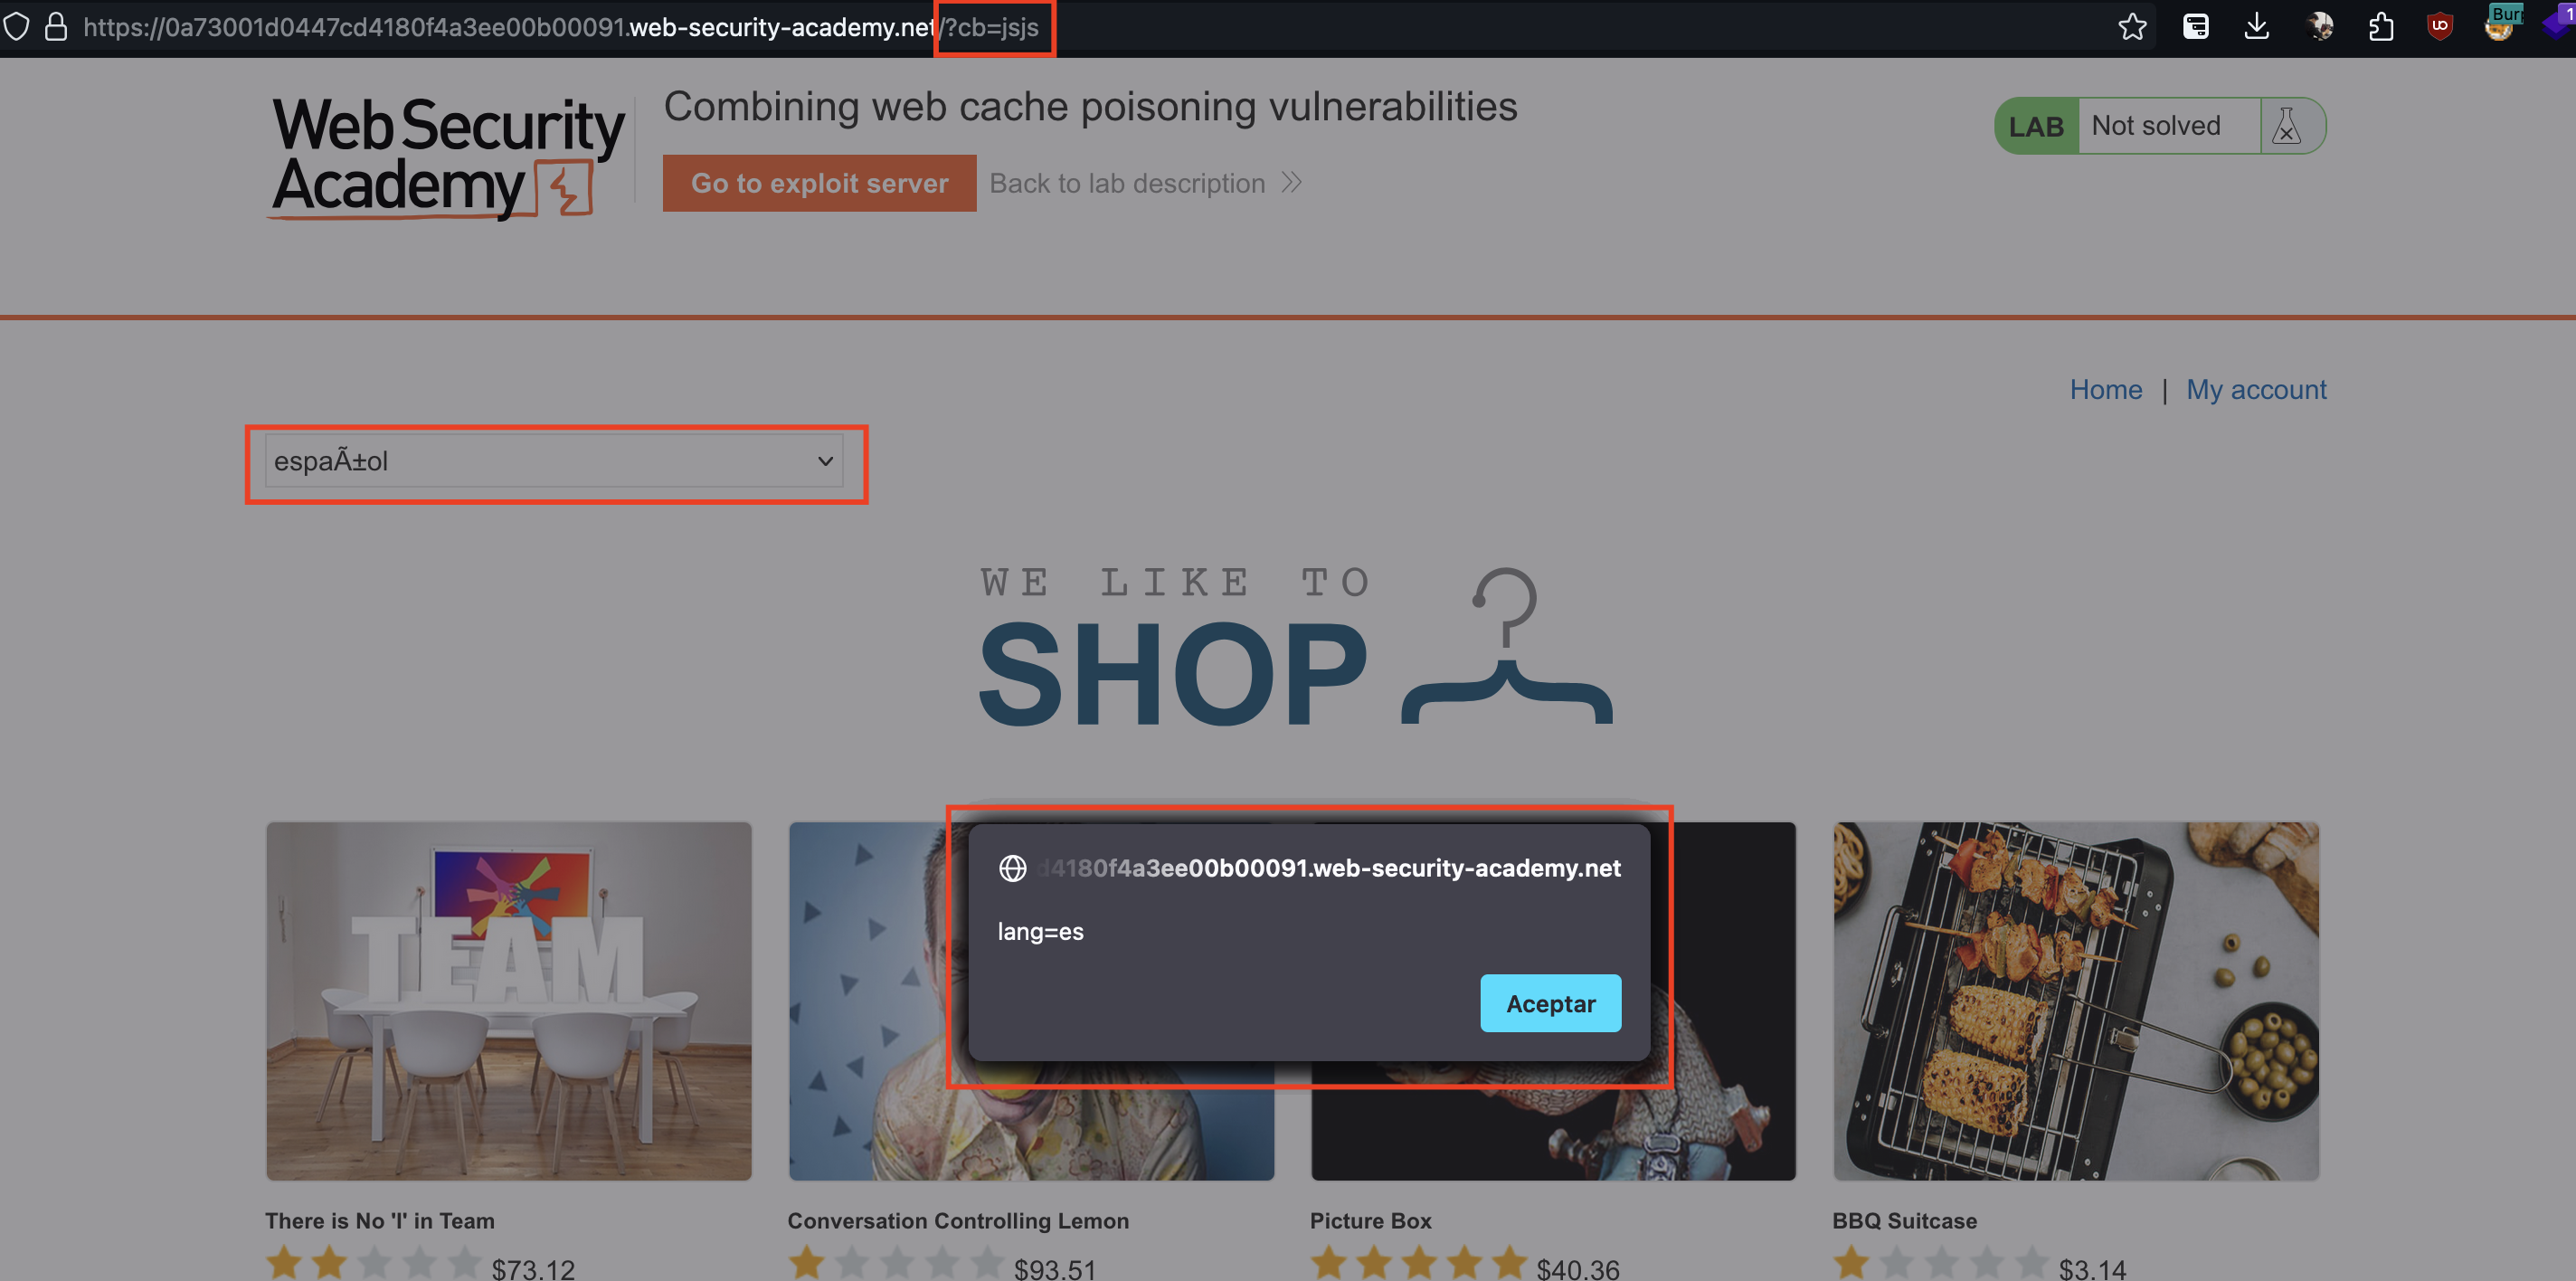 https://0a73001d0447cd4180f4a3ee00b00091.web-security-academy.net/?cb=jsjs
Burp
1
Web Security
Academy
Combining web cache poisoning vulnerabilities
Go to exploit server
Back to lab description
LAB
Not solved
Home | My account
espaÃ±ol
WE LIKE TO
SHOP
TEAM
d4180f4a3ee00b00091.web-security-academy.net
lang=es
Aceptar
There is No 'I' in Team
Conversation Controlling Lemon
Picture Box
BBQ Suitcase
$73.12
$93.51
$40.36
$3.14